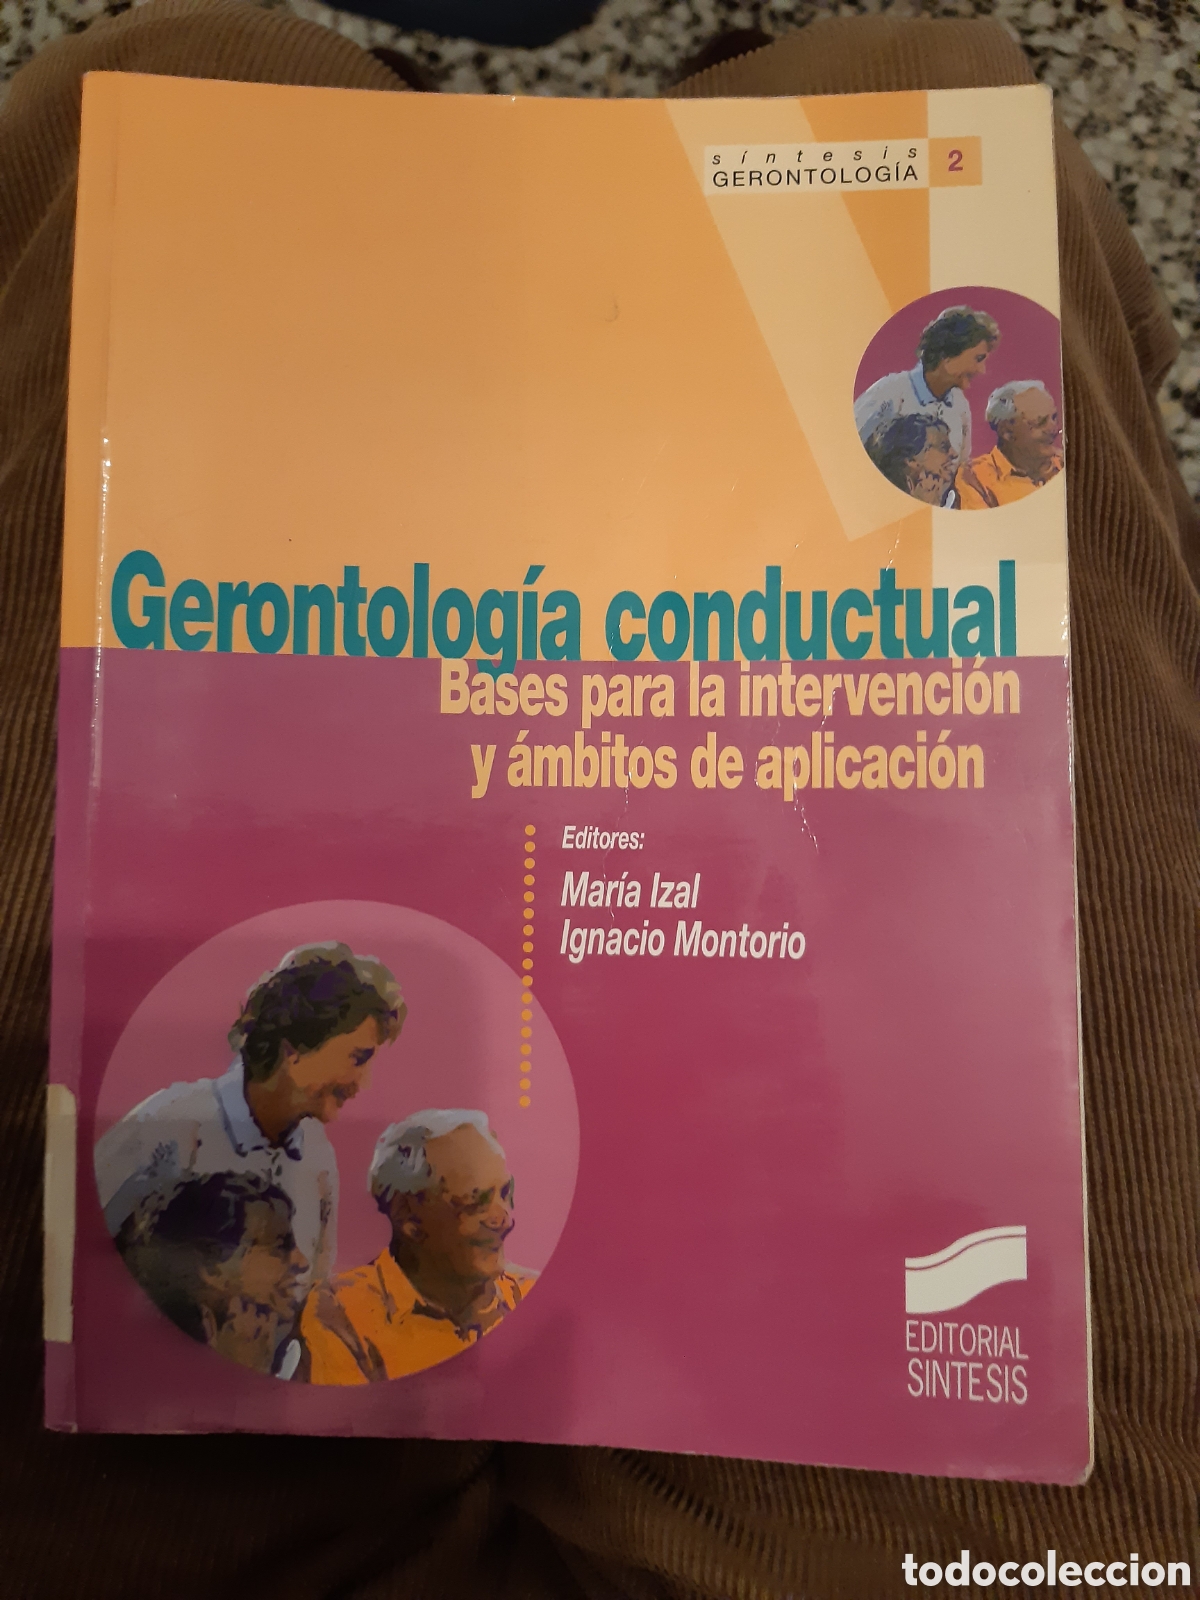 síntesis
GERONTOLOGÍA 2
Gerontología conductual
Bases para la intervención
y ámbitos de aplicación
Editores:
María Izal
Ignacio Montorio
EDITORIAL
SINTESIS
todocoleccion